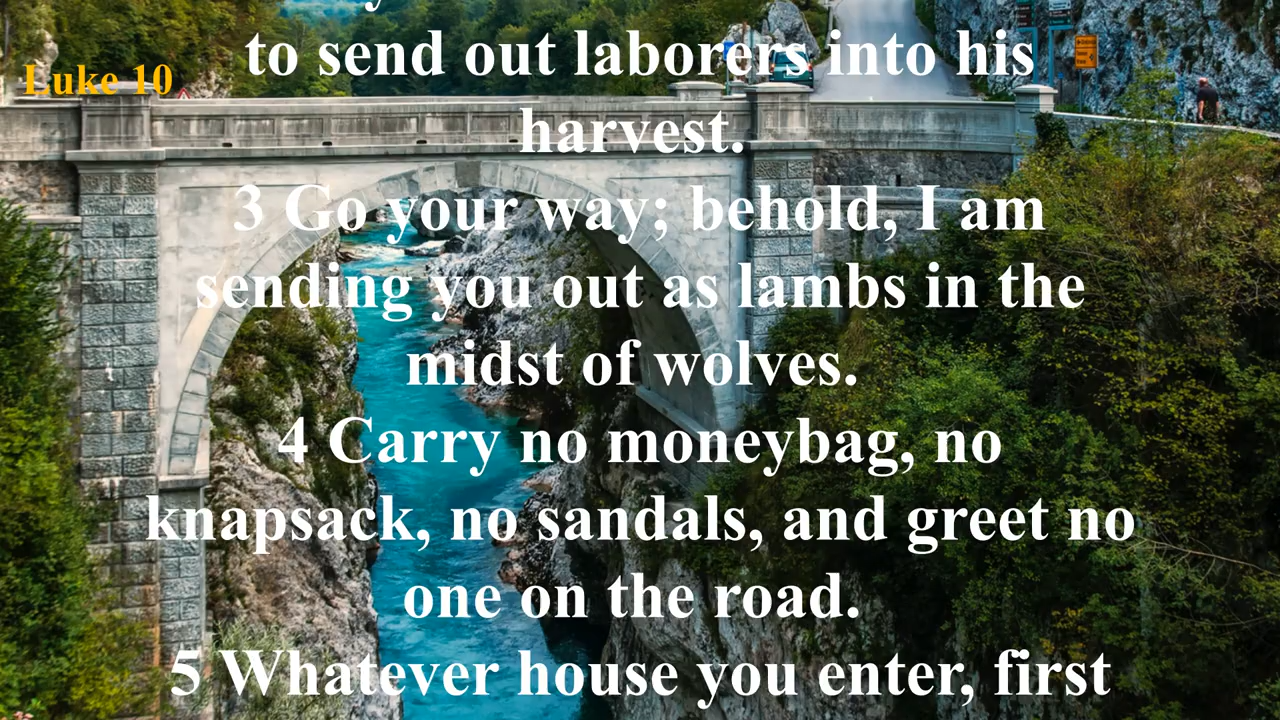 Luke 10
to send out laborers into his
harvest.
3 Go your way; behold, I am
sending you out as lambs in the
midst of wolves.
4 Carry no moneybag, no
knapsack, no sandals, and greet no
one on the road.
5 Whatever house you enter, first